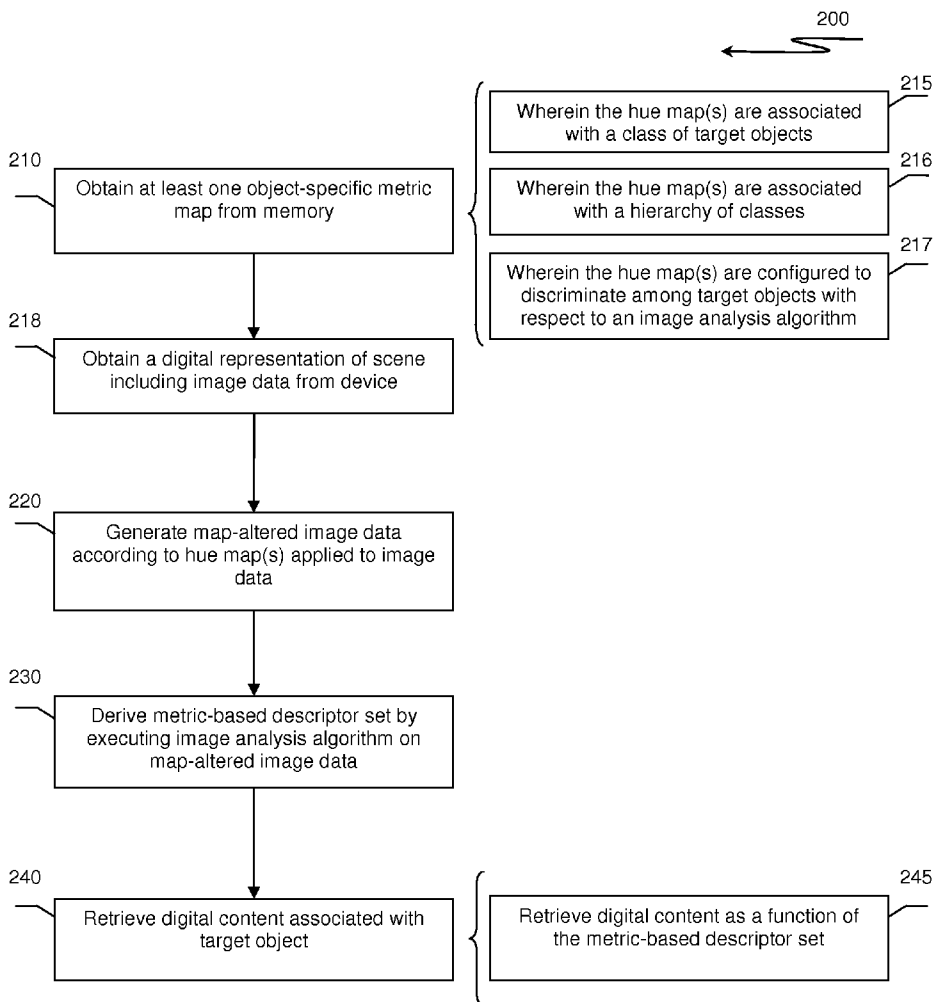 200
215
Wherein the hue map(s) are associated
with a class of target objects
210
Obtain at least one object-specific metric
map from memory
216
Wherein the hue map(s) are associated
with a hierarchy of classes
217
Wherein the hue map(s) are configured to
discriminate among target objects with
respect to an image analysis algorithm
218
Obtain a digital representation of scene
including image data from device
220
Generate map-altered image data
according to hue map(s) applied to image
data
230
Derive metric-based descriptor set by
executing image analysis algorithm on
map-altered image data
240
Retrieve digital content associated with
target object
245
Retrieve digital content as a function of
the metric-based descriptor set